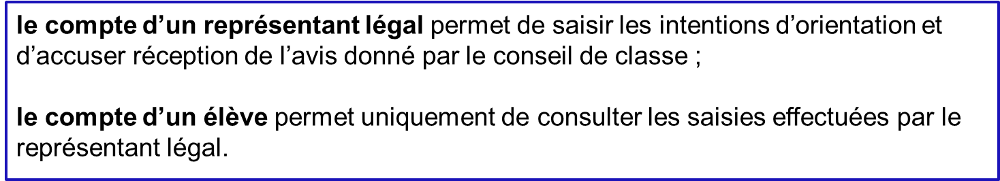 le compte d’un représentant légal permet de saisir les intentions d’orientation et
d’accuser réception de l’avis donné par le conseil de classe ;
le compte d’un élève permet uniquement de consulter les saisies effectuées par le
représentant légal.